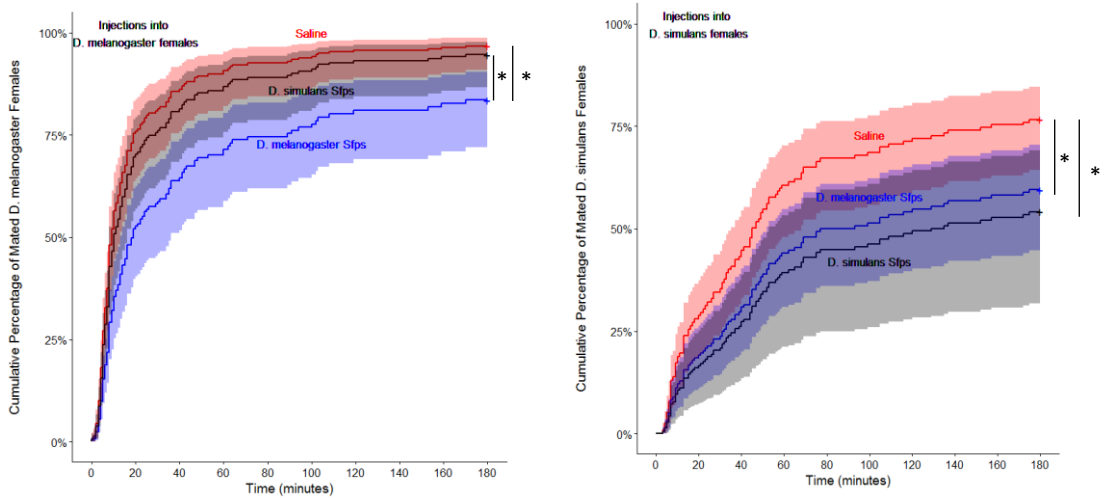 Injections into
D. melanogaster females
Saline
D. simulans Sfps
D. melanogaster Sfps
* *
Cumulative Percentage of Mated D. melanogaster Females
100%
75%
50%
25%
0%
0 20 40 60 80 100 120 140 160 180
Time (minutes)
Injections into
D. simulans females
Saline
D. melanogaster Sfps
D. simulans Sfps
*
*
Cumulative Percentage of Mated D. simulans Females
100%
75%
50%
25%
0%
0 20 40 60 80 100 120 140 160 180
Time (minutes)